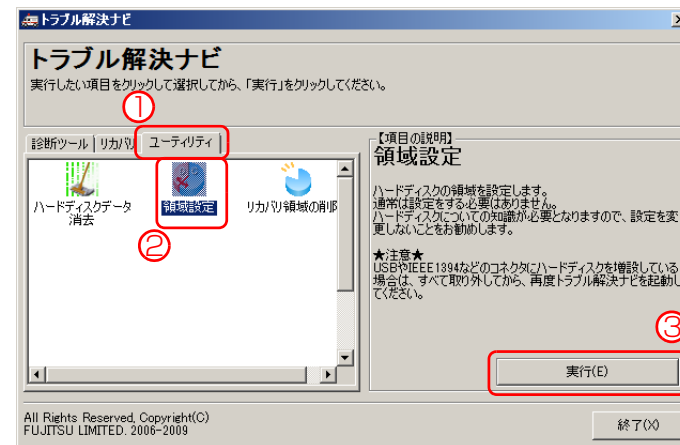 トラブル解決ナビ
トラブル解決ナビ
実行したい項目をクリックして選択してから、「実行」をクリックしてください。
①
診断ツール
リカバリ
ユーティリティ
ハードディスクデータ
消去
領域設定
リカバリ領域の削除
②
【項目の説明】
領域設定
ハードディスクの領域を設定します。
通常は設定をする必要はありません。
ハードディスクについての知識が必要となりますので、設定を変
更しないことをお勧めします。
★注意★
USBやIEEE1394などのコネクタにハードディスクを増設している
場合は、すべて取り外してから、再度トラブル解決ナビを起動し
てください。
③
実行(E)
All Rights Reserved, Copyright(C)
FUJITSU LIMITED. 2006-2009
終了(X)